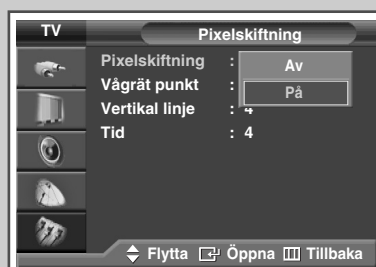 TV
Pixelskiftning
Pixelskiftning :
Av
Vågrät punkt :
På
Vertikal linje : 4
Tid : 4
Flytta Öppna Tillbaka